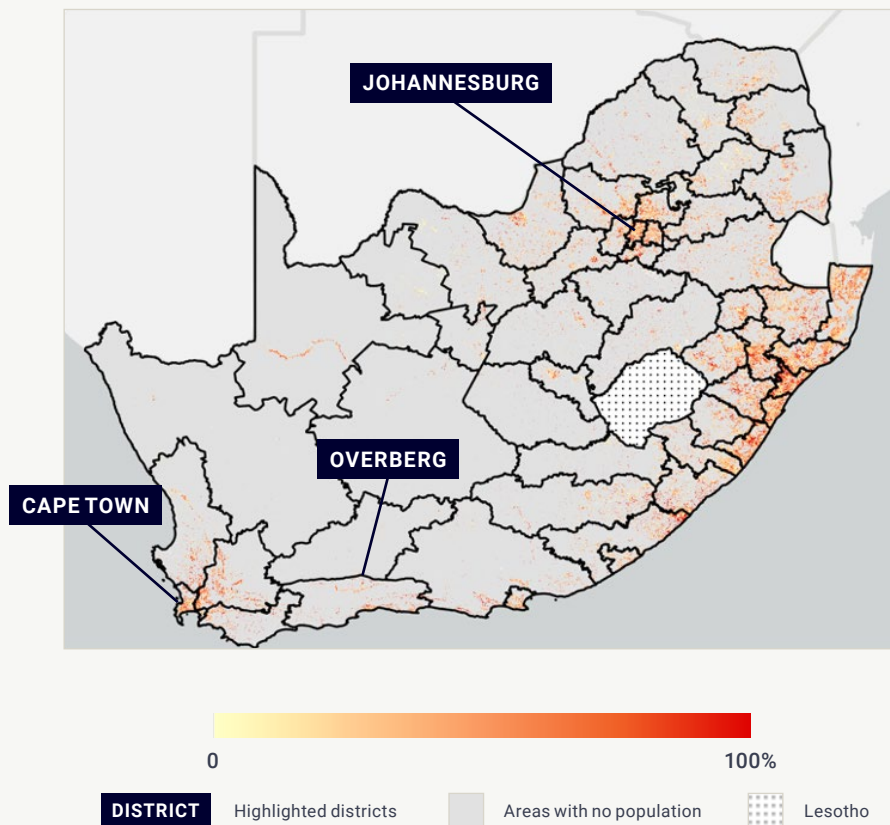 JOHANNESBURG
OVERBERG
CAPE TOWN
0 100%
DISTRICT Highlighted districts Areas with no population Lesotho